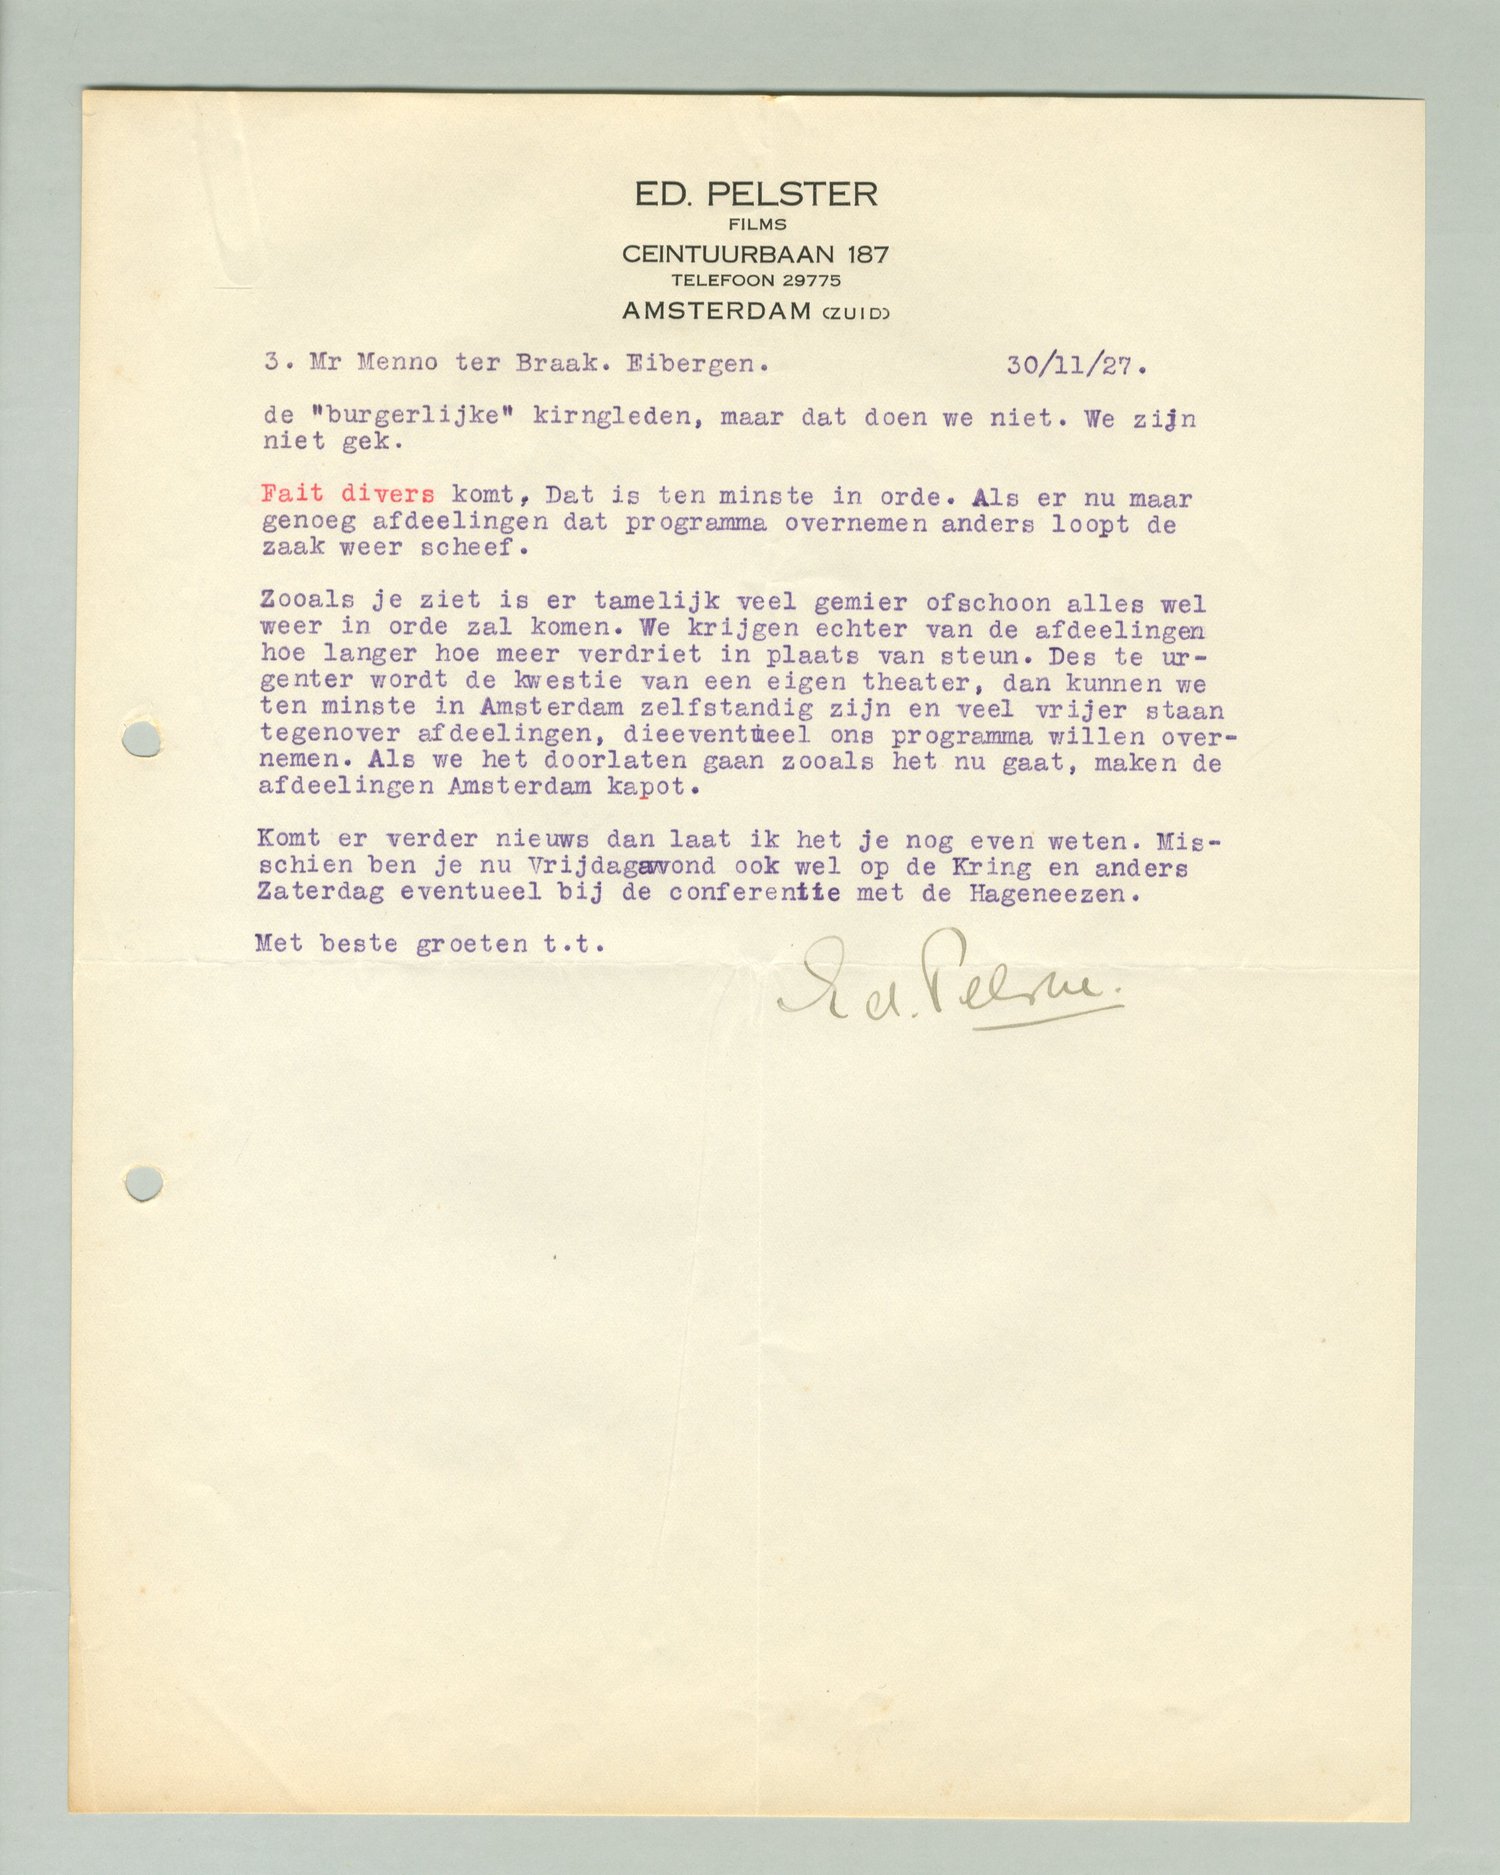 ED. PELSTER
FILMS
CEINTUURBAAN 187
TELEFOON 29775
AMSTERDAM (ZUID)
3. Mr Menno ter Braak. Eibergen. 30/11/27.
de "burgerlijke" kirngleden, maar dat doen we niet. We zijn
niet gek.
Fait divers komt, Dat is ten minste in orde. Als er nu maar
genoeg afdeelingen dat programma overnemen anders loopt de
zaak weer scheef.
Zooals je ziet is er tamelijk veel gemier ofschoon alles wel
weer in orde zal komen. We krijgen echter van de afdeelingen
hoe langer hoe meer verdriet in plaats van steun. Des te ur-
genter wordt de kwestie van een eigen theater, dan kunnen we
ten minste in Amsterdam zelfstandig zijn en veel vrijer staan
tegenover afdeelingen, dieeventueel ons programma willen over-
nemen. Als we het doorlaten gaan zooals het nu gaat, maken de
afdeelingen Amsterdam kapot.
Komt er verder nieuws dan laat ik het je nog even weten. Mis-
schien ben je nu Vrijdagavond ook wel op de Kring en anders
Zaterdag eventueel bij de conferentie met de Hageneezen.
Met beste groeten t.t.
Ed. Pelster.